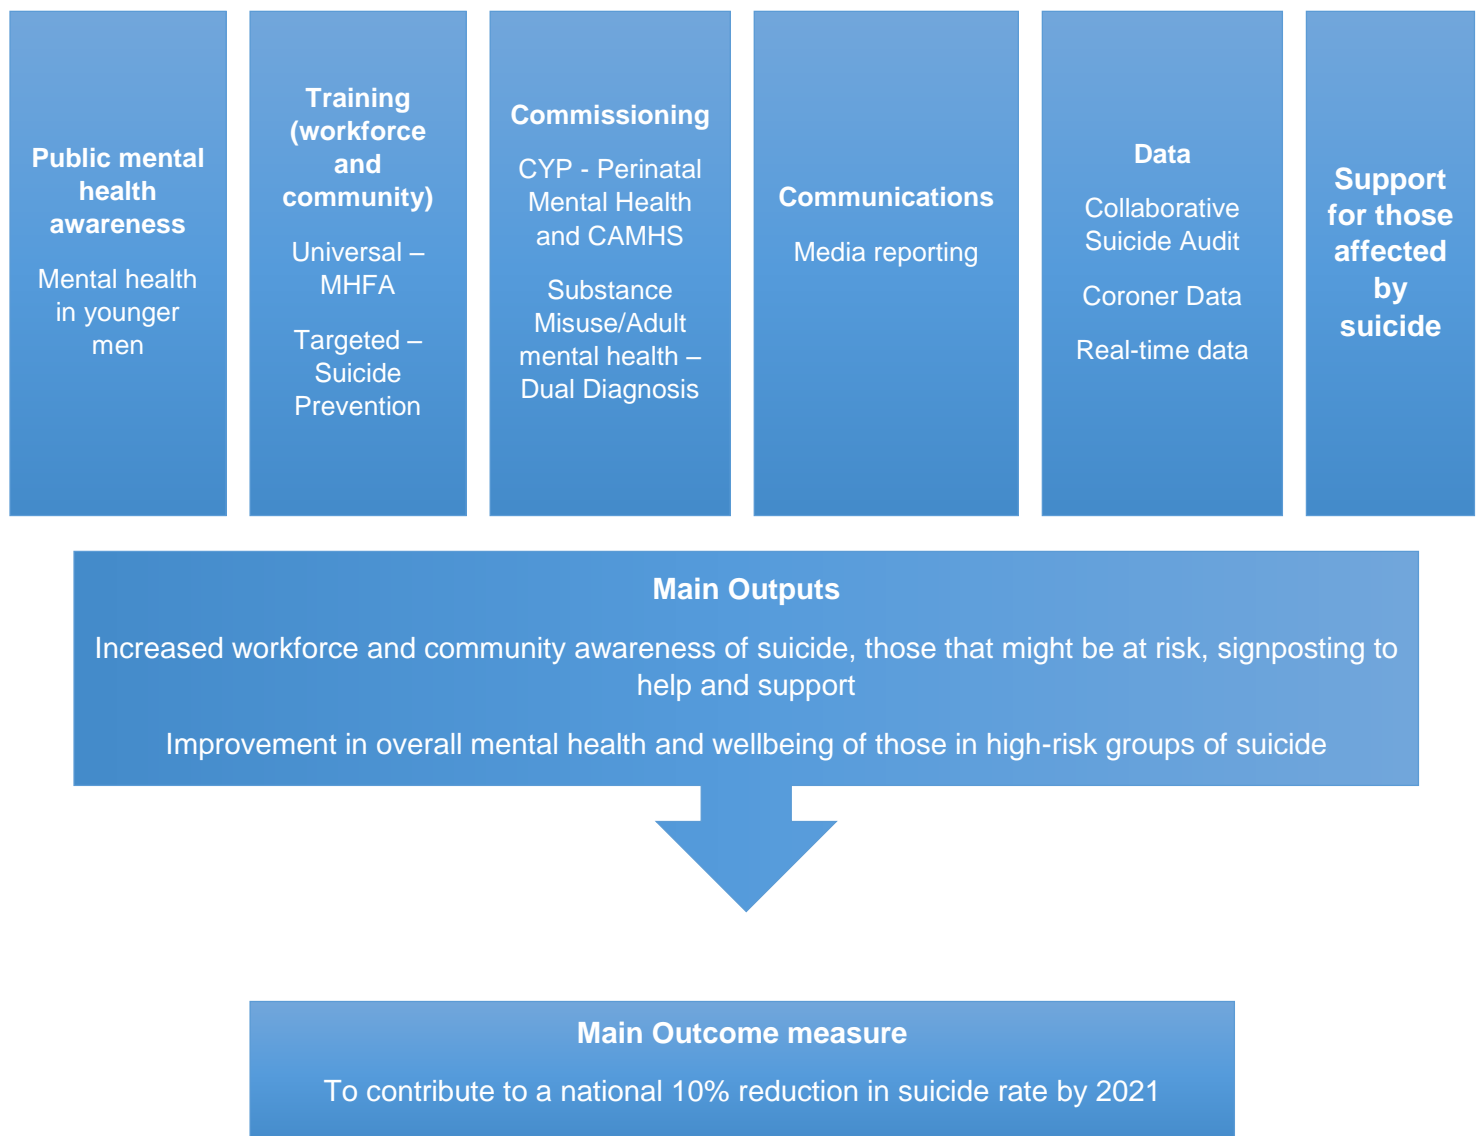 Public mental
health
awareness
Mental health
in younger
men
Training
(workforce
and
community)
Universal –
MHFA
Targeted –
Suicide
Prevention
Commissioning
CYP - Perinatal
Mental Health
and CAMHS
Substance
Misuse/Adult
mental health –
Dual Diagnosis
Communications
Media reporting
Data
Collaborative
Suicide Audit
Coroner Data
Real-time data
Support
for those
affected
by
suicide
Main Outputs
Increased workforce and community awareness of suicide, those that might be at risk, signposting to
help and support
Improvement in overall mental health and wellbeing of those in high-risk groups of suicide
Main Outcome measure
To contribute to a national 10% reduction in suicide rate by 2021